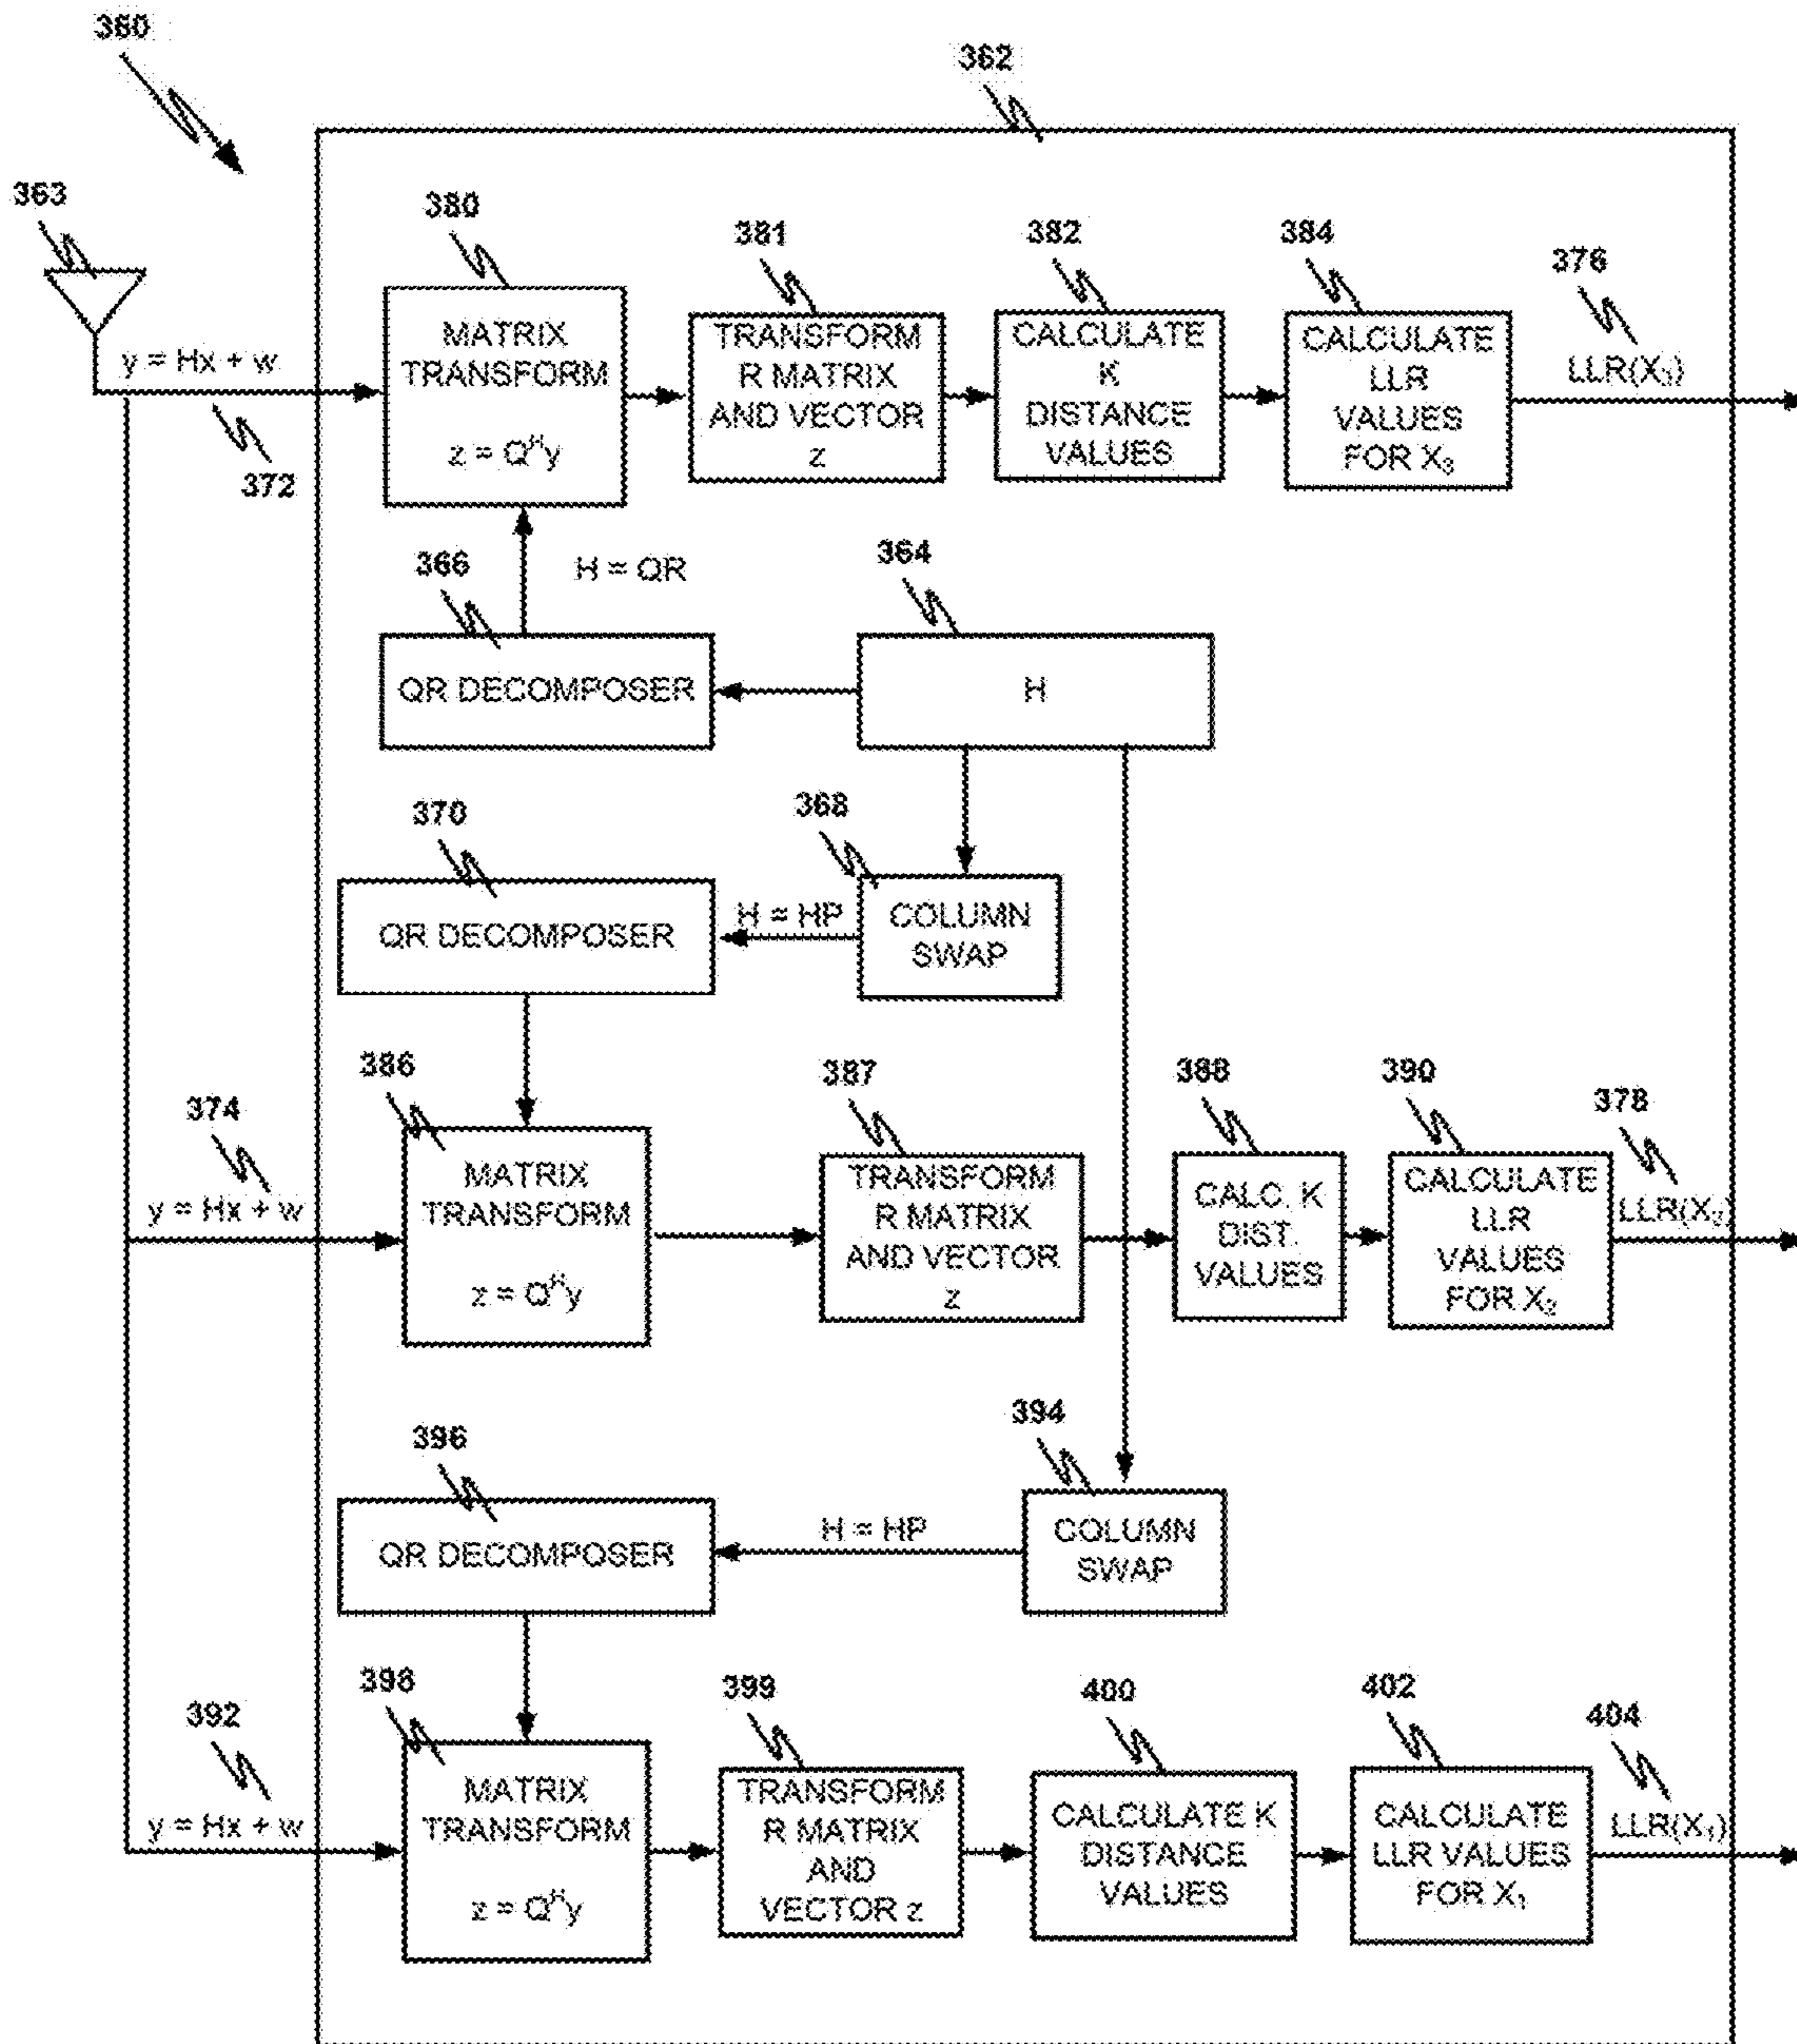 360
362
363
380
381
382
384
376
y = Hx + w
372
MATRIX
TRANSFORM
z = Qᴴy
TRANSFORM
R MATRIX
AND VECTOR
z
CALCULATE
K
DISTANCE
VALUES
CALCULATE
LLR
VALUES
FOR X₃
LLR(X₃)
366
H = QR
364
QR DECOMPOSER
H
368
370
QR DECOMPOSER
H = HP
COLUMN
SWAP
386
387
388
390
378
374
y = Hx + w
MATRIX
TRANSFORM
z = Qᴴy
TRANSFORM
R MATRIX
AND VECTOR
z
CALC. K
DIST.
VALUES
CALCULATE
LLR
VALUES
FOR X₂
LLR(X₂)
394
396
QR DECOMPOSER
H = HP
COLUMN
SWAP
398
399
400
402
404
392
y = Hx + w
MATRIX
TRANSFORM
z = Qᴴy
TRANSFORM
R MATRIX
AND
VECTOR z
CALCULATE K
DISTANCE
VALUES
CALCULATE
LLR VALUES
FOR X₁
LLR(X₁)